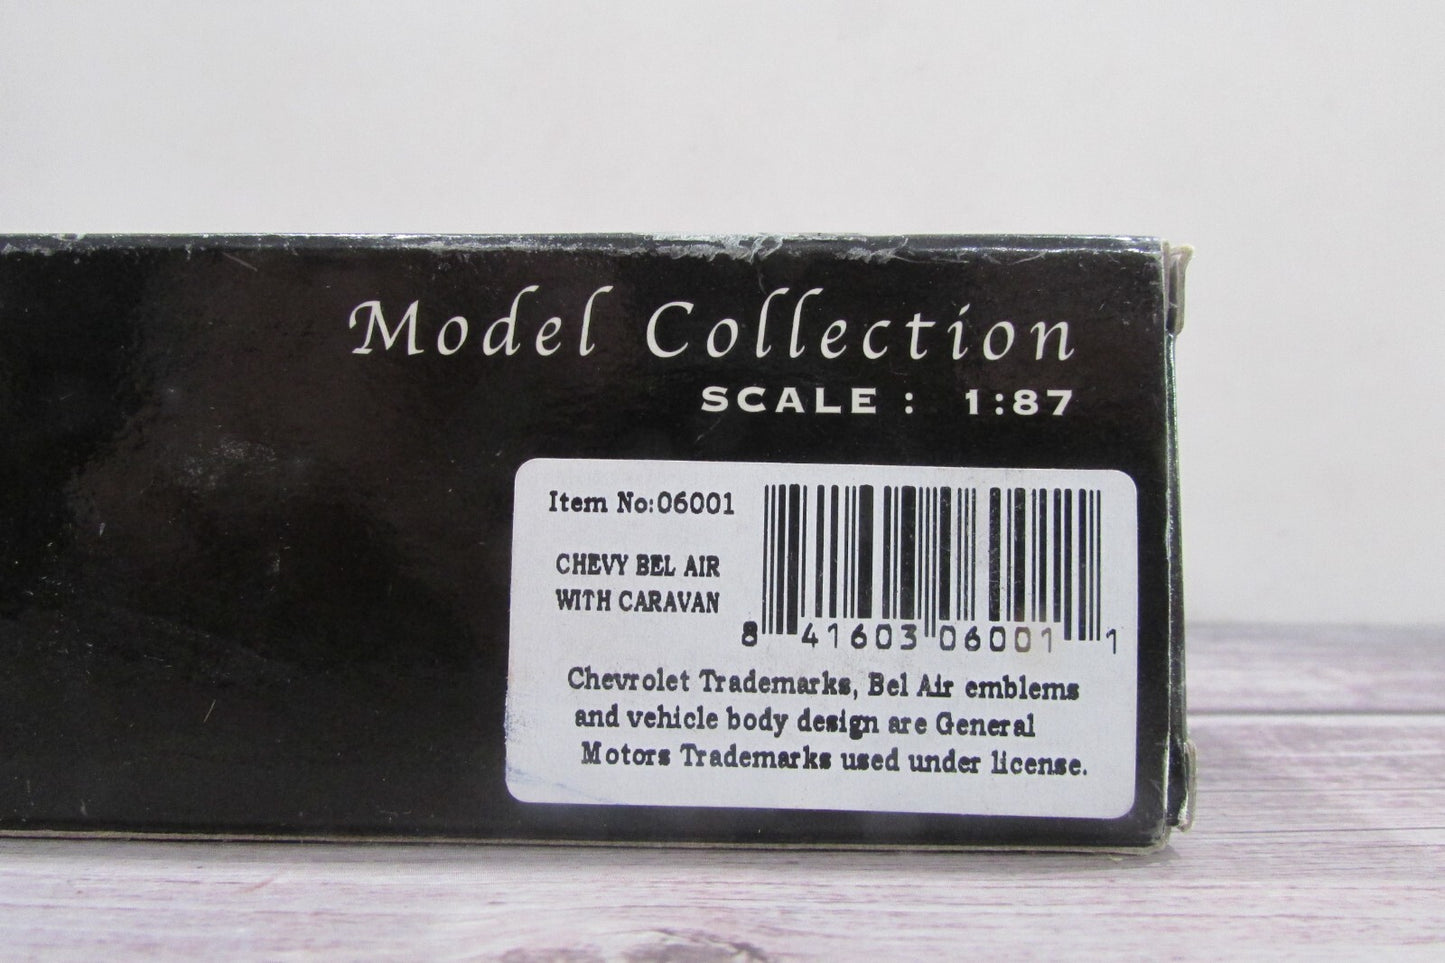 Model Collection
SCALE : 1:87
Item No:06001
CHEVY BEL AIR
WITH CARAVAN
8 41603 06001 1
Chevrolet Trademarks, Bel Air emblems
and vehicle body design are General
Motors Trademarks used under license.